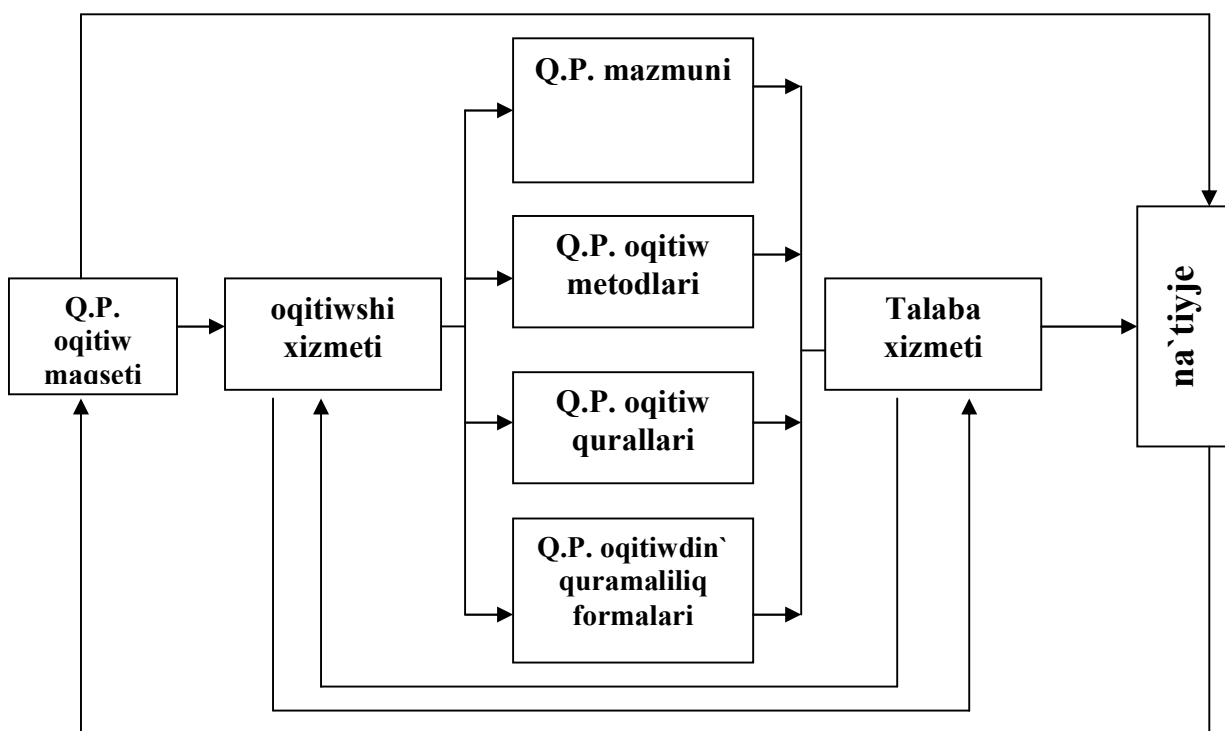 Q.P. mazmuni
Q.P. oqitiw
metodlari
Q.P.
oqitiw
maqseti
oqitiwshi
xizmeti
Talaba
xizmeti
na`tiyje
Q.P. oqitiw
qurallari
Q.P. oqitiwdin`
quramaliliq
formalari